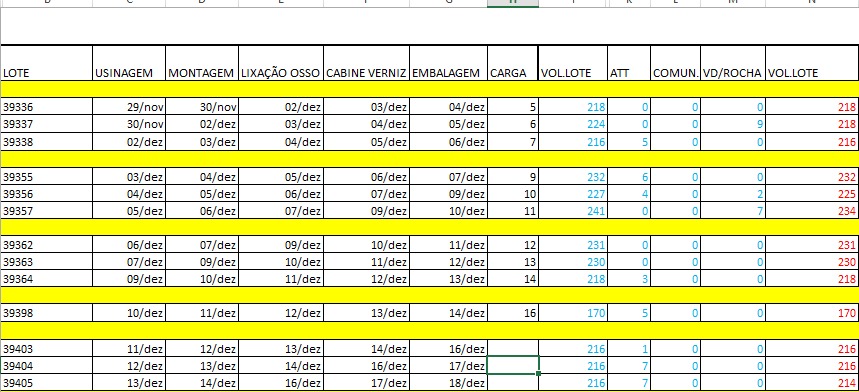 LOTE USINAGEM MONTAGEM LIXAÇÃO OSSO CABINE VERNIZ EMBALAGEM CARGA VOL.LOTE ATT COMUN. VD/ROCHA VOL.LOTE
39336 29/nov 30/nov 02/dez 03/dez 04/dez 5 218 0 0 0 218
39337 30/nov 02/dez 03/dez 04/dez 05/dez 6 224 0 0 9 218
39338 02/dez 03/dez 04/dez 05/dez 06/dez 7 216 5 0 0 216
39355 03/dez 04/dez 05/dez 06/dez 07/dez 9 232 6 0 0 232
39356 04/dez 05/dez 06/dez 07/dez 09/dez 10 227 4 0 2 225
39357 05/dez 06/dez 07/dez 09/dez 10/dez 11 241 0 0 7 234
39362 06/dez 07/dez 09/dez 10/dez 11/dez 12 231 0 0 0 231
39363 07/dez 09/dez 10/dez 11/dez 12/dez 13 230 0 0 0 230
39364 09/dez 10/dez 11/dez 12/dez 13/dez 14 218 3 0 0 218
39398 10/dez 11/dez 12/dez 13/dez 14/dez 16 170 5 0 0 170
39403 11/dez 12/dez 13/dez 14/dez 16/dez 216 1 0 0 216
39404 12/dez 13/dez 14/dez 16/dez 17/dez 216 7 0 0 216
39405 13/dez 14/dez 16/dez 17/dez 18/dez 216 7 0 0 214